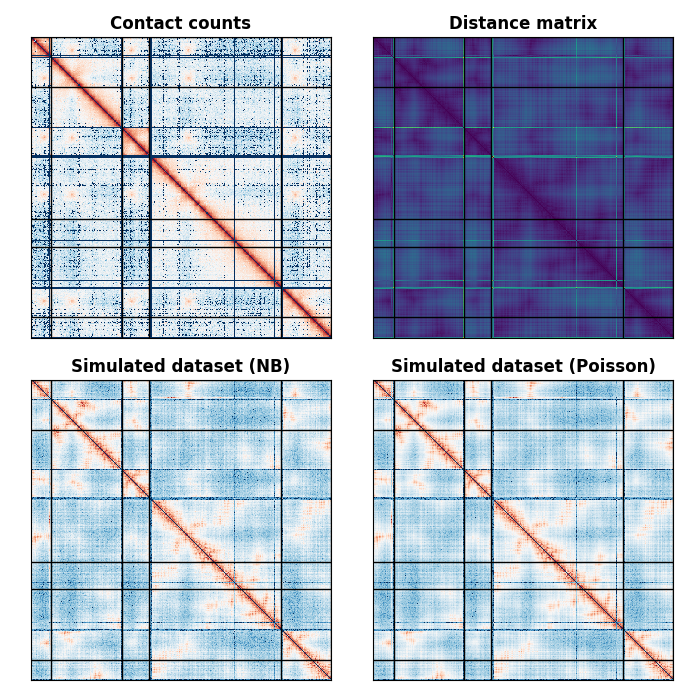 Contact counts
Distance matrix
Simulated dataset (NB)
Simulated dataset (Poisson)